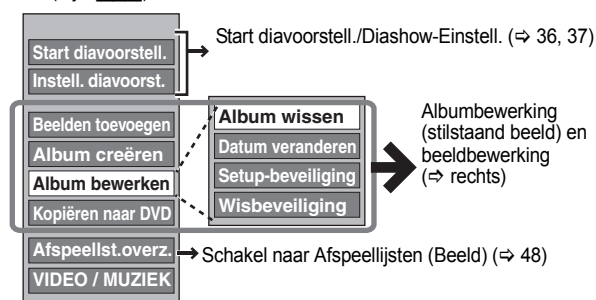 Start diavoorstell.
Instell. diavoorst.
Start diavoorstell./Diashow-Einstell. (⇨ 36, 37)
Beelden toevoegen
Album creëren
Album bewerken
Kopiëren naar DVD
Album wissen
Datum veranderen
Setup-beveiliging
Wisbeveiliging
Albumbewerking
(stilstaand beeld) en
beeldbewerking
(⇨ rechts)
Afspeellst.overz.
Schakel naar Afspeellijsten (Beeld) (⇨ 48)
VIDEO / MUZIEK